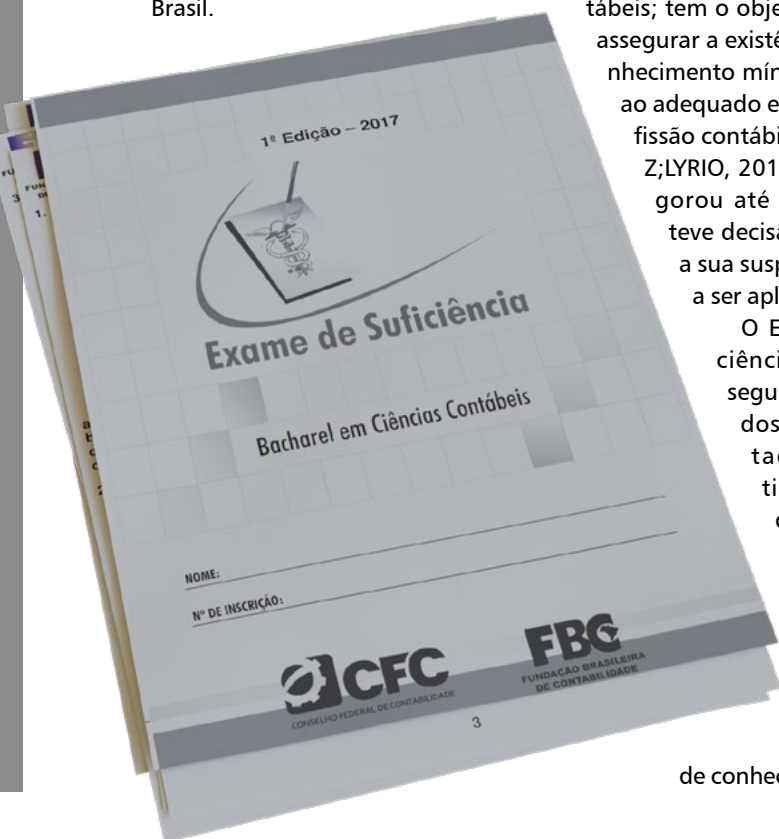 Brasil.
1ª Edição – 2017
Exame de Suficiência
Bacharel em Ciências Contábeis
NOME:
Nº DE INSCRIÇÃO:
CFC
CONSELHO FEDERAL DE CONTABILIDADE
FBC
FUNDAÇÃO BRASILEIRA
DE CONTABILIDADE
3
tábeis; tem o obje
assegurar a existê
nhecimento mín
ao adequado e
fissão contábi
Z;LYRIO, 201
gorou até
teve decisã
a sua susp
a ser apl
O E
ciênci
segu
dos
ta
ti
de conhec